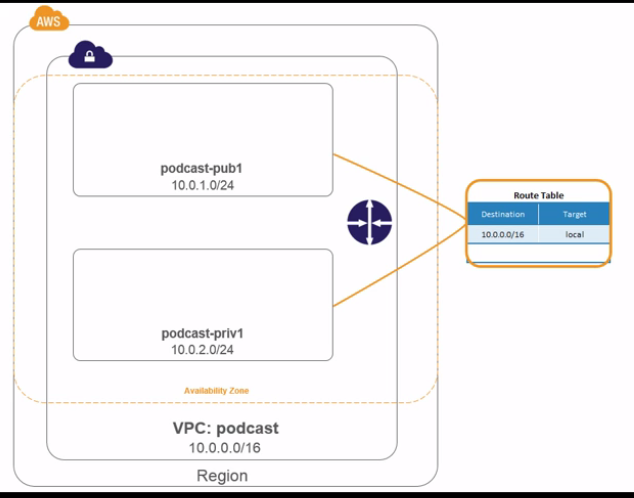 AWS
podcast-pub1
10.0.1.0/24
Route Table
Destination Target
10.0.0.0/16 local
podcast-priv1
10.0.2.0/24
Availability Zone
VPC: podcast
10.0.0.0/16
Region